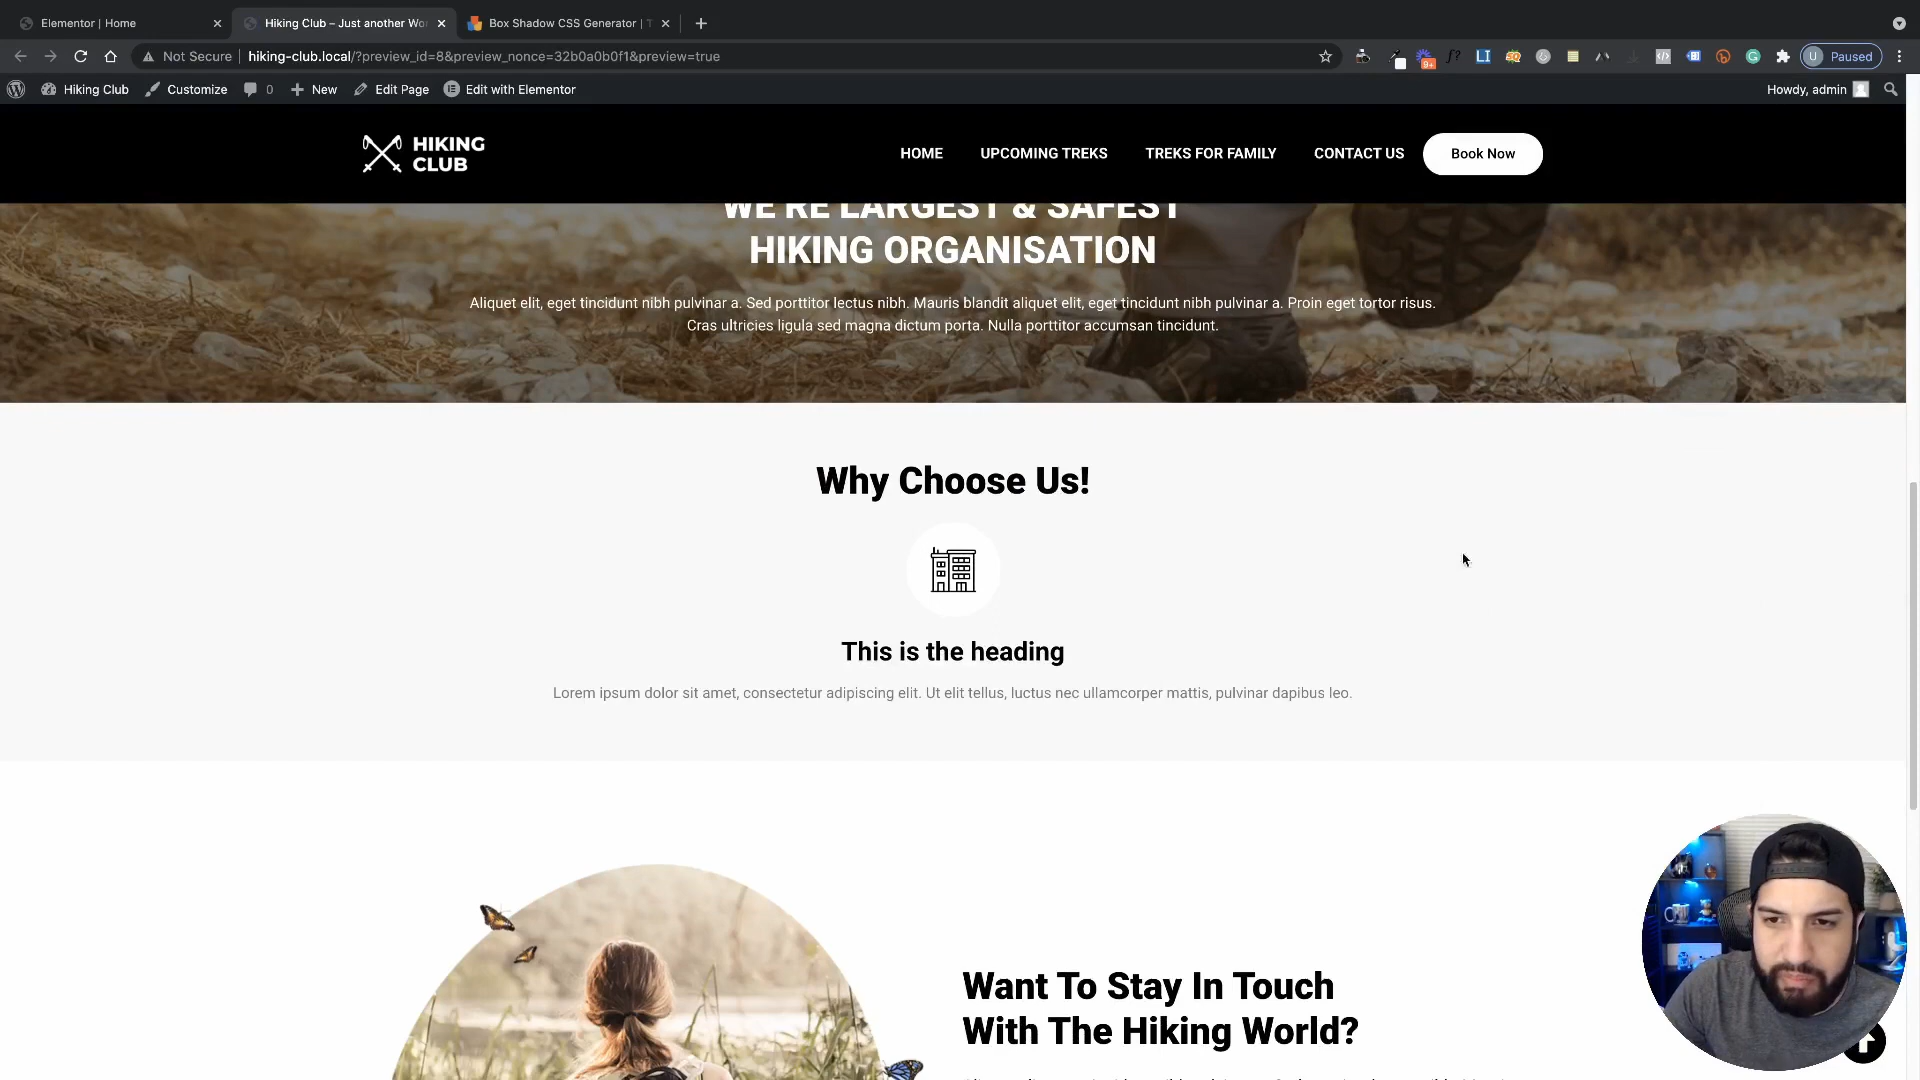 Elementor | Home
Hiking Club – Just another Wo
Box Shadow CSS Generator | T
Not Secure
hiking-club.local/?preview_id=8&preview_nonce=32b0a0b0f1&preview=true
9+
f?
LI
U Paused
Hiking Club
Customize
0
New
Edit Page
Edit with Elementor
Howdy, admin
HIKING
CLUB
HOME
UPCOMING TREKS
TREKS FOR FAMILY
CONTACT US
Book Now
WE'RE LARGEST & SAFEST
HIKING ORGANISATION
Aliquet elit, eget tincidunt nibh pulvinar a. Sed porttitor lectus nibh. Mauris blandit aliquet elit, eget tincidunt nibh pulvinar a. Proin eget tortor risus.
Cras ultricies ligula sed magna dictum porta. Nulla porttitor accumsan tincidunt.
Why Choose Us!
This is the heading
Lorem ipsum dolor sit amet, consectetur adipiscing elit. Ut elit tellus, luctus nec ullamcorper mattis, pulvinar dapibus leo.
Want To Stay In Touch
With The Hiking World?